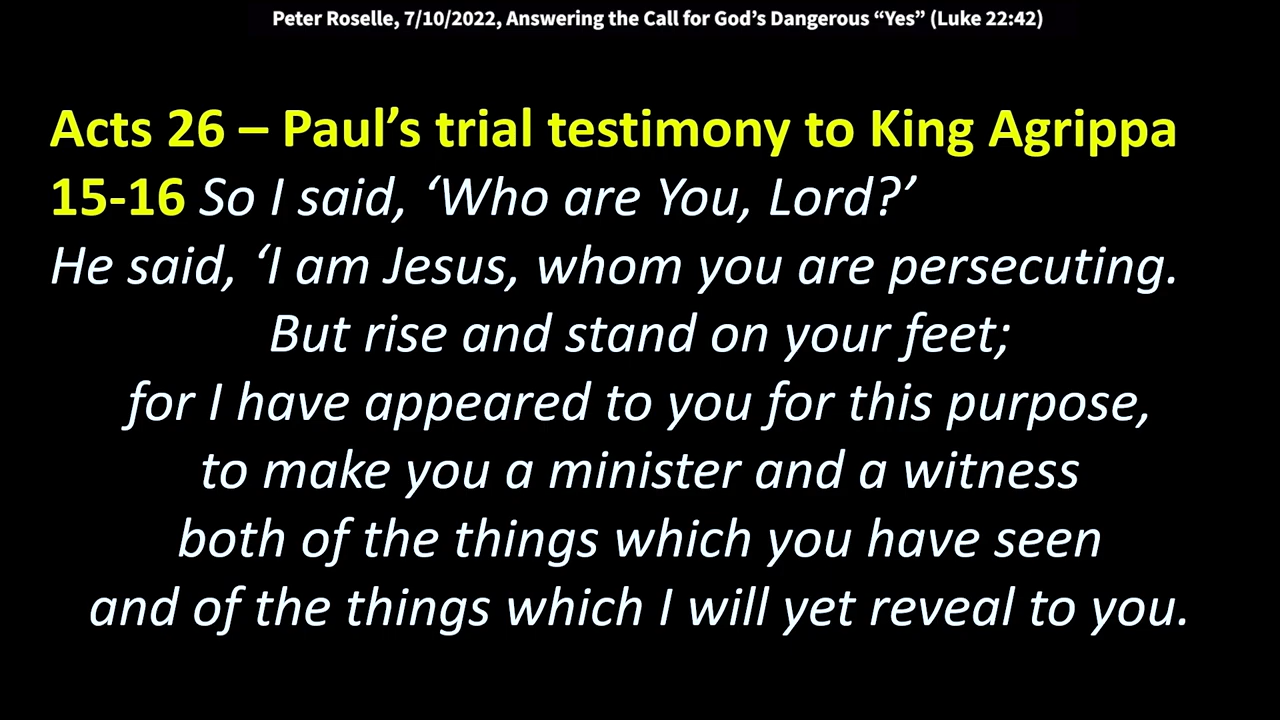 Peter Roselle, 7/10/2022, Answering the Call for God’s Dangerous “Yes” (Luke 22:42)
Acts 26 – Paul’s trial testimony to King Agrippa
15-16 So I said, ‘Who are You, Lord?’
He said, ‘I am Jesus, whom you are persecuting.
But rise and stand on your feet;
for I have appeared to you for this purpose,
to make you a minister and a witness
both of the things which you have seen
and of the things which I will yet reveal to you.